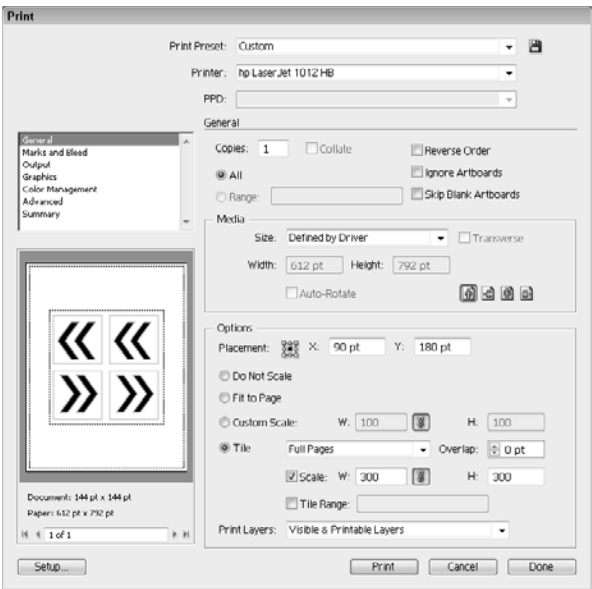 Print
Print Preset: Custom
Printer: hp LaserJet 1012 HB
PPD:
General
General
Marks and Bleed
Output
Graphics
Color Management
Advanced
Summary
Copies: 1 Collate Reverse Order
All Ignore Artboards
Range: Skip Blank Artboards
Media
Size: Defined by Driver Transverse
Width: 612 pt Height: 792 pt
Auto-Rotate
Options
Placement: X: 90 pt Y: 180 pt
Do Not Scale
Fit to Page
Custom Scale: W: 100 H: 100
Tile Full Pages Overlap: 0 pt
Scale: W: 300 H: 300
Tile Range:
Print Layers: Visible & Printable Layers
Document: 144 pt x 144 pt
Paper: 612 pt x 792 pt
1 of 1
Setup... Print Cancel Done